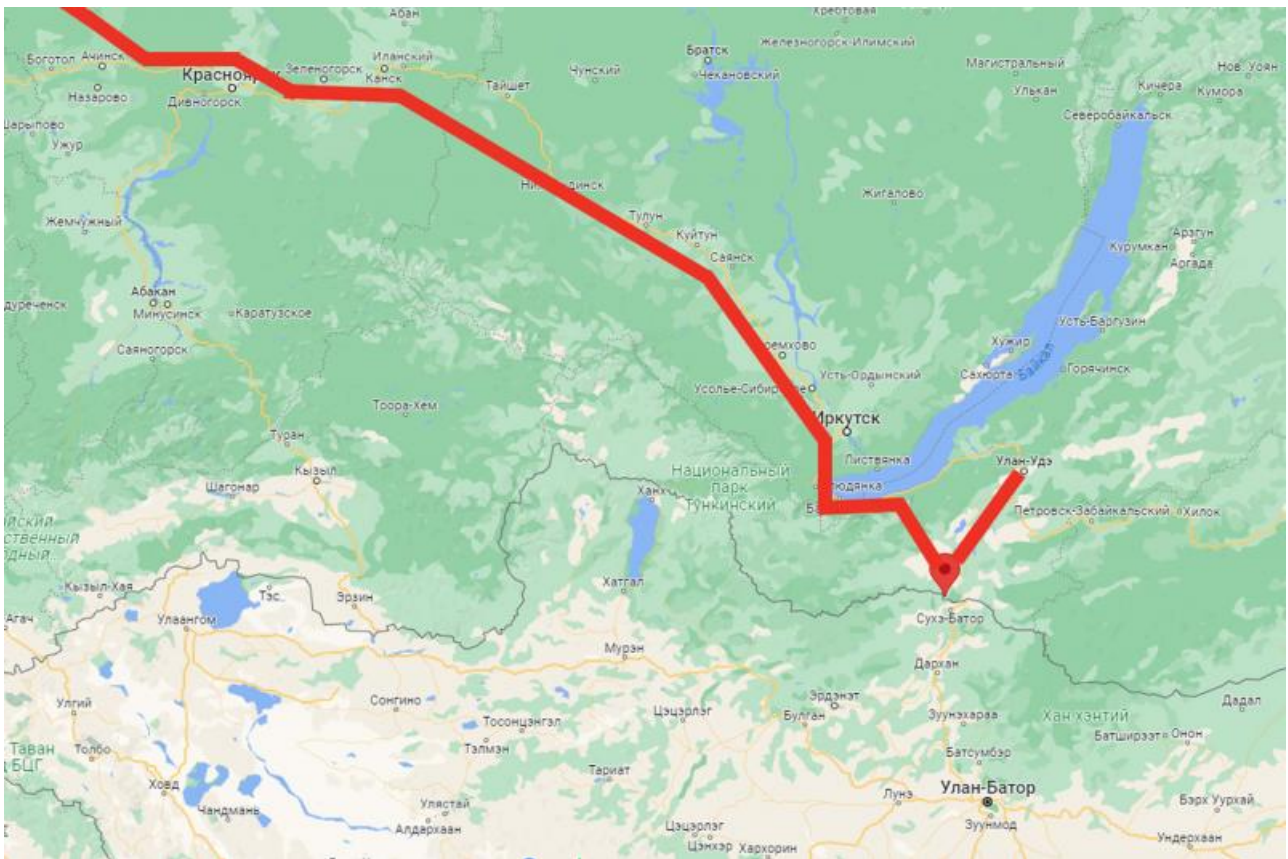 Абан
Хребтовая
Железногорск-Илимский
Боготол
Ачинск
Иланский
Братск
Магистральный
Нов. Уоян
Красноярск
Зеленогорск
Канск
Чунский
Чекановский
Кичера
Назарово
Дивногорск
Тайшет
Улькан
Кумора
Северобайкальск
Шарыпово
Ужур
Жигалово
Жемчужный
Тулун
Куйтун
Курумкан
Арзгун
Саянск
Аргада
Абакан
Минусинск
Каратузское
Усть-Баргузин
Саяногорск
Хужир
Байкал
Сахюрта
Горячинск
Усть-Ордынский
Тоора-Хем
Иркутск
Туран
Листвянка
Улан-Удэ
Кызыл
Национальный
парк
Тункинский
Шагонар
Ханх
Петровск-Забайкальский
Хилок
Кызыл-Хая
Тэс..
Эрзин
Хатгал
Улаангом
Сухэ-Батор
Мурэн
Дархан
Улгий
Сонгино
Эрдэнэт
Дадал
Тосонцэнгэл
Цэцэрлэг
Булган
Зуунэхараа
Хан хэнтий
Таван
БЦГ
Толбо
Тэлмэн
Батширээт
Онон
Батсумбэр
Ховд
Тариат
Лунэ
Улан-Батор
Чандмань
Улястай
Бэрх Уурхай
Алдархаан
Цэцэрлэг
Зуунмод
Цэнхэр
Хархорин
Ундерхаан